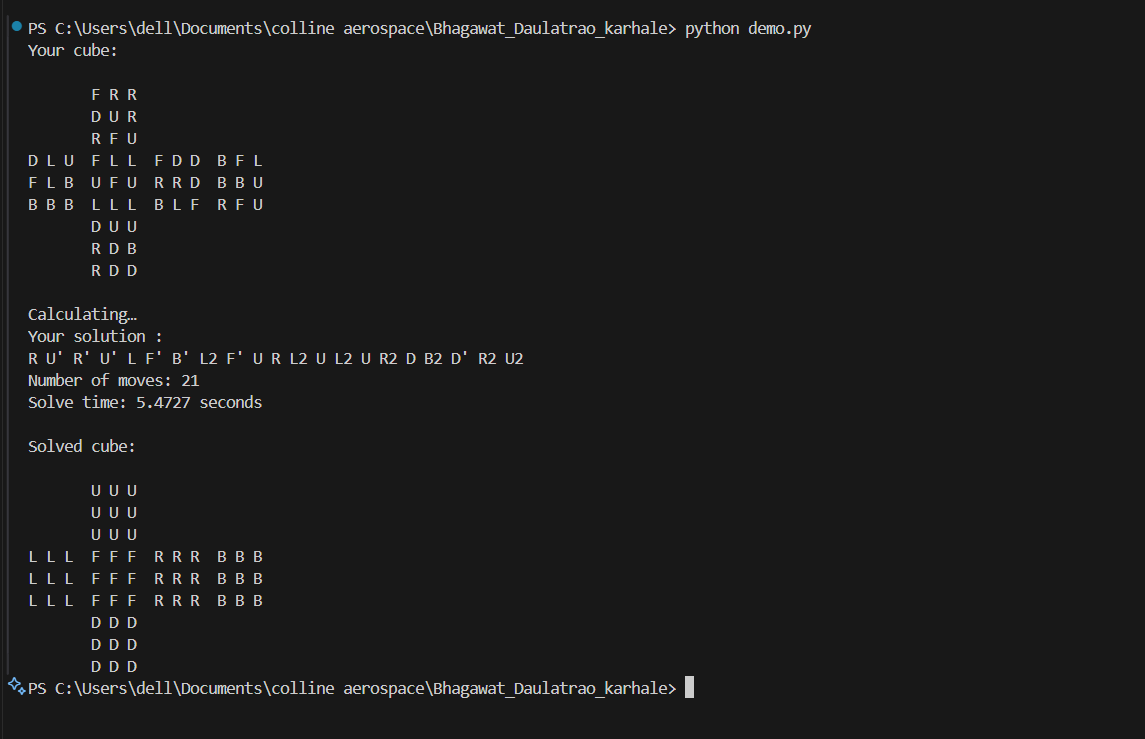 PS C:\Users\dell\Documents\colline aerospace\Bhagawat_Daulatrao_karhale> python demo.py
Your cube:
F R R
D U R
R F U
D L U F L L F D D B F L
F L B U F U R R D B B U
B B B L L L B L F R F U
D U U
R D B
R D D
Calculating…
Your solution :
R U' R' U' L F' B' L2 F' U R L2 U L2 U R2 D B2 D' R2 U2
Number of moves: 21
Solve time: 5.4727 seconds
Solved cube:
U U U
U U U
U U U
L L L F F F R R R B B B
L L L F F F R R R B B B
L L L F F F R R R B B B
D D D
D D D
D D D
PS C:\Users\dell\Documents\colline aerospace\Bhagawat_Daulatrao_karhale>